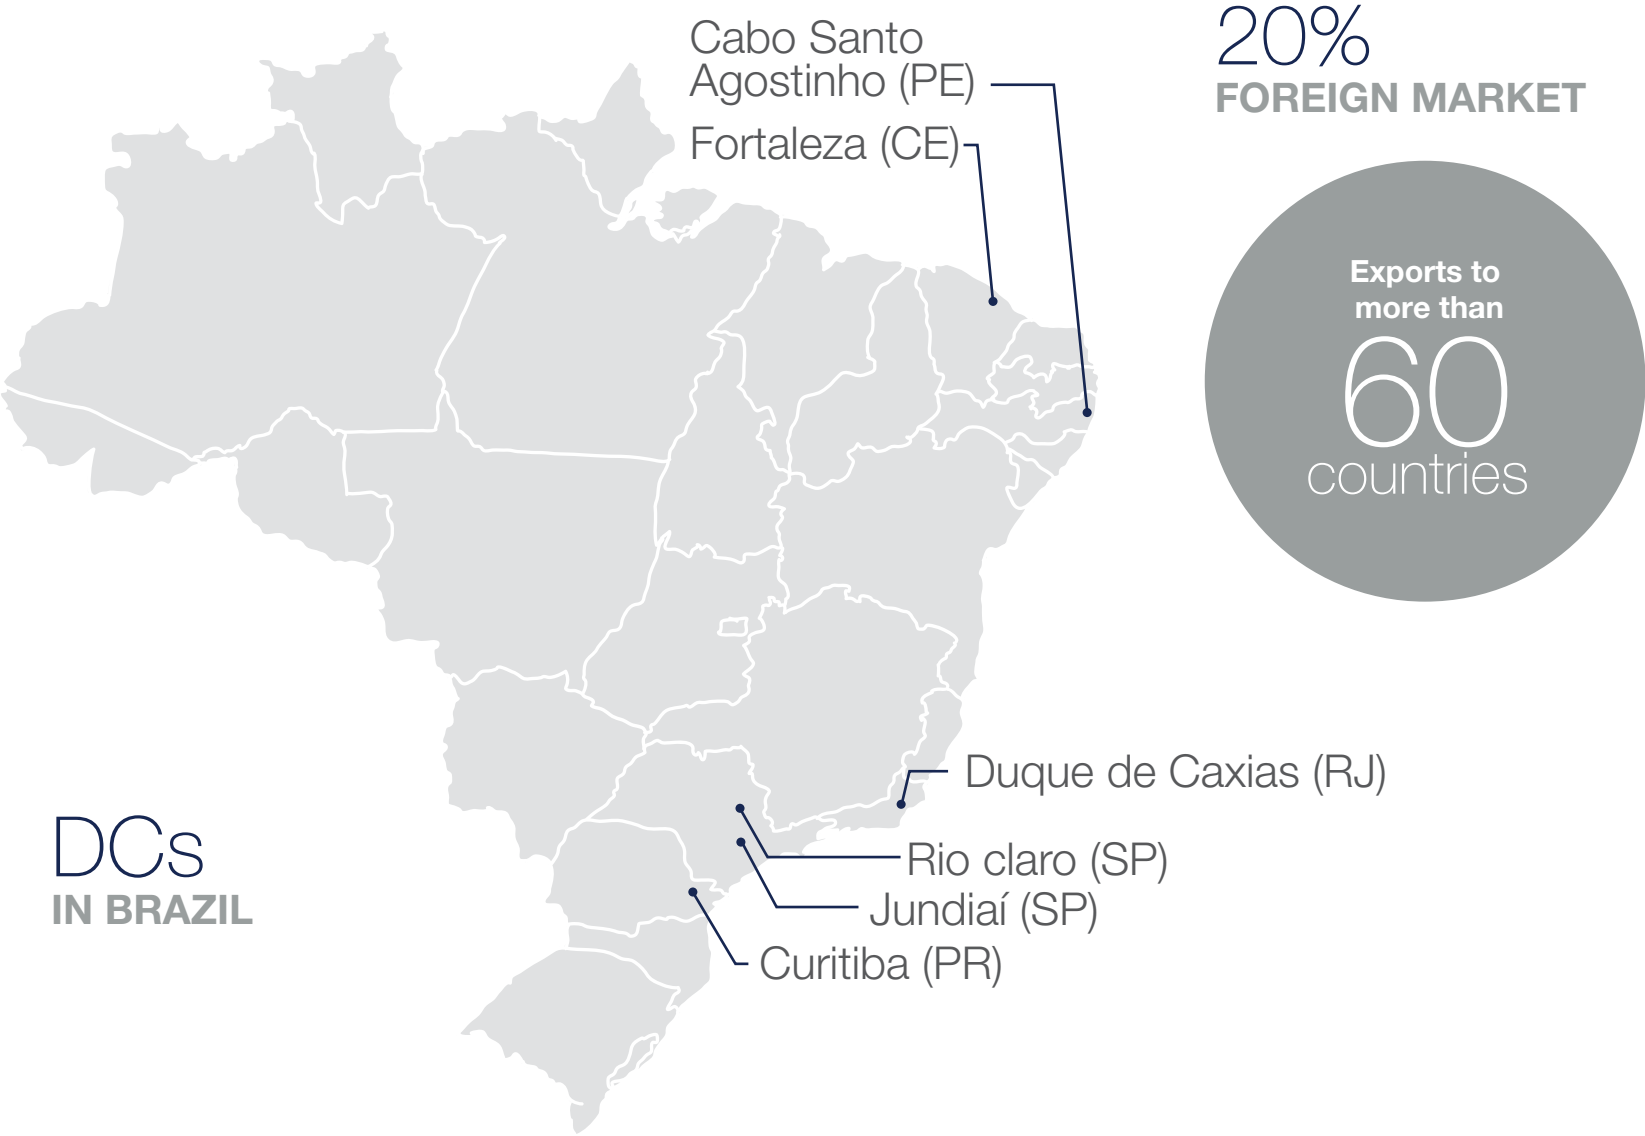 Cabo Santo
Agostinho (PE)
Fortaleza (CE)
20%
FOREIGN MARKET
Exports to
more than
60
countries
Duque de Caxias (RJ)
Rio claro (SP)
Jundiaí (SP)
Curitiba (PR)
DCs
IN BRAZIL